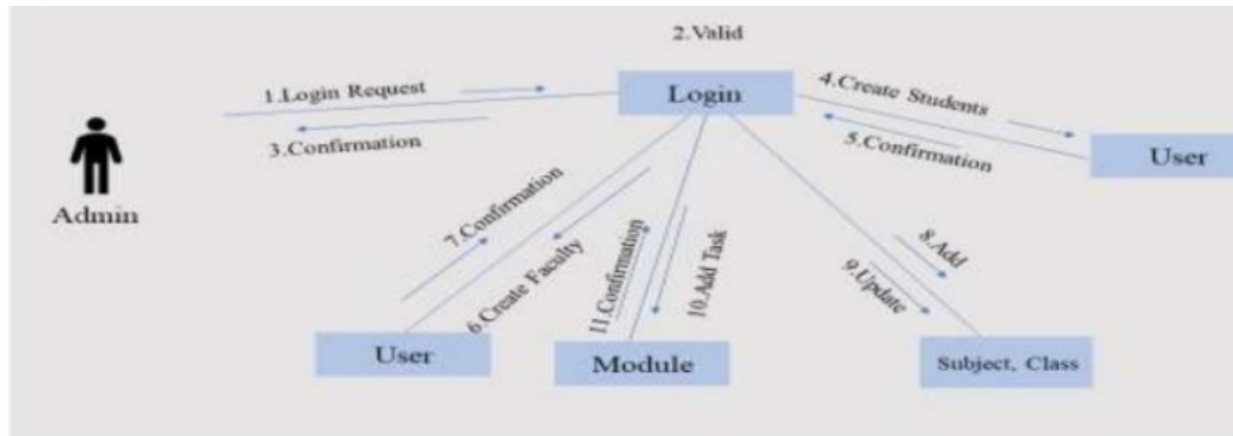 2.Valid
1.Login Request
Login
4.Create Students
3.Confirmation
5.Confirmation
User
Admin
7.Confirmation
6.Create Faculty
11.Confirmation
10.Add Task
8.Add
9.Update
User
Module
Subject, Class